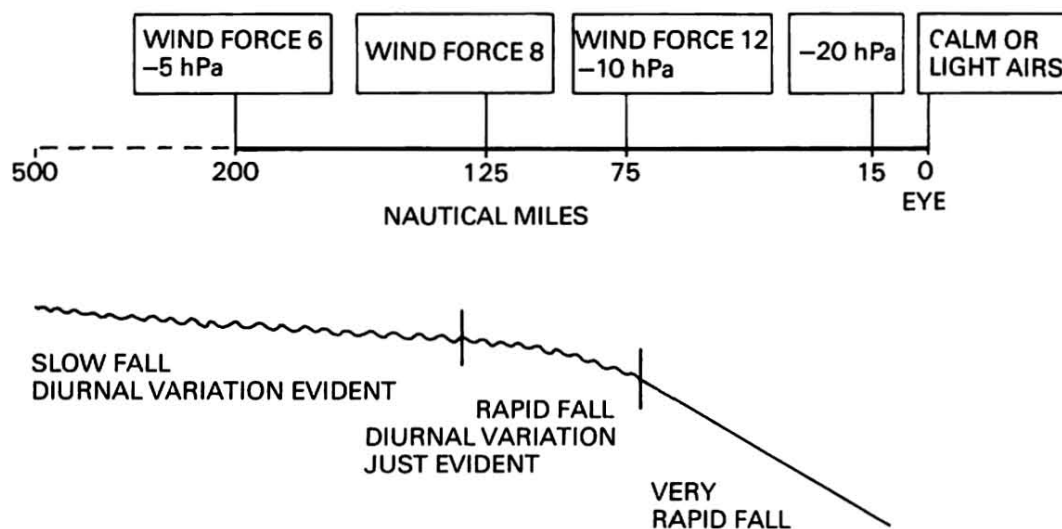 WIND FORCE 6
–5 hPa
WIND FORCE 8
WIND FORCE 12
–10 hPa
–20 hPa
CALM OR
LIGHT AIRS
500
200
125
75
15
0
EYE
NAUTICAL MILES
SLOW FALL
DIURNAL VARIATION EVIDENT
RAPID FALL
DIURNAL VARIATION
JUST EVIDENT
VERY
RAPID FALL